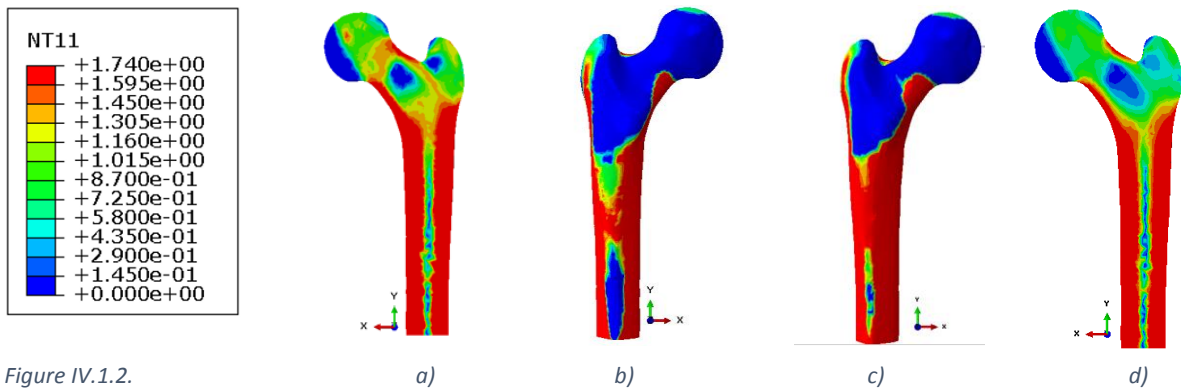 NT11
+1.740e+00
+1.595e+00
+1.450e+00
+1.305e+00
+1.160e+00
+1.015e+00
+8.700e-01
+7.250e-01
+5.800e-01
+4.350e-01
+2.900e-01
+1.450e-01
+0.000e+00
Y
X
Y
X
Y
X
Y
X
Figure IV.1.2. a) b) c) d)